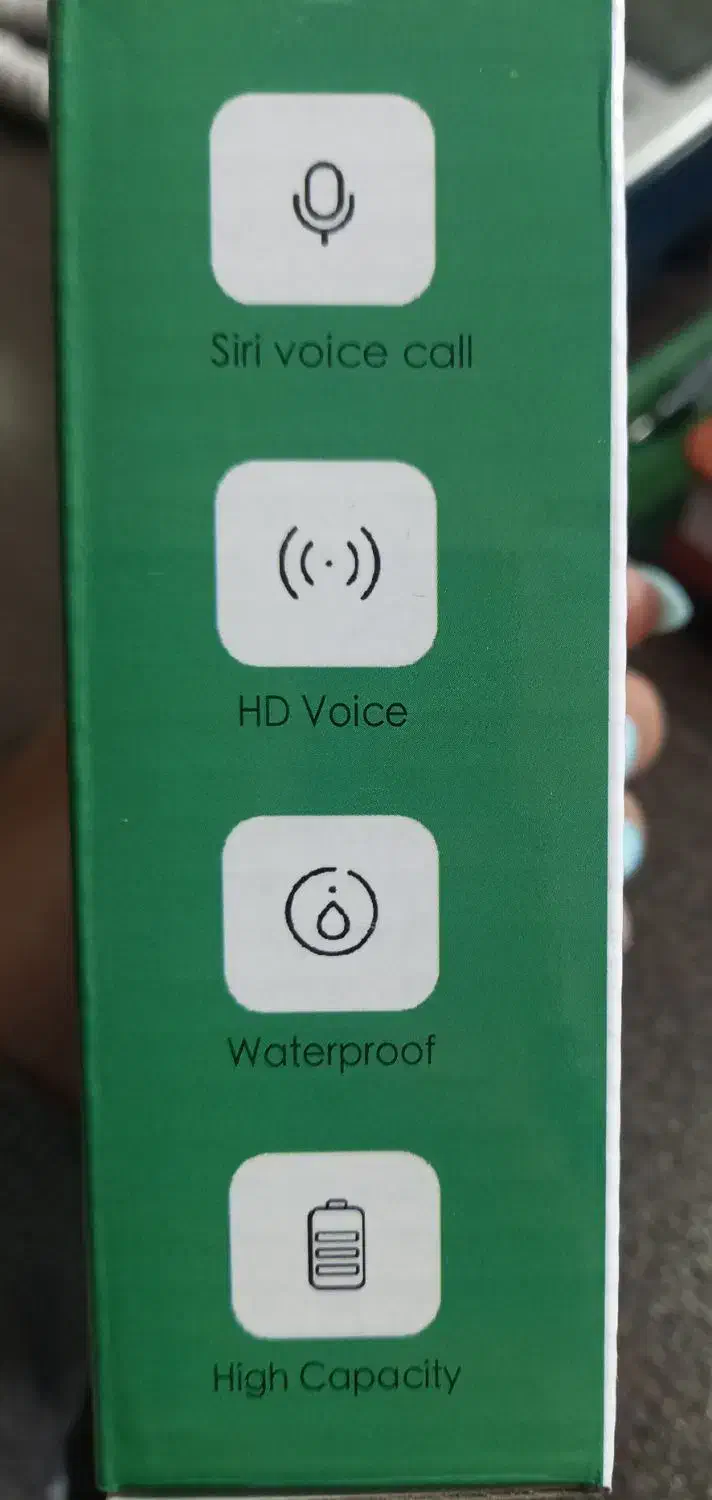 Siri voice call
HD Voice
Waterproof
High Capacity